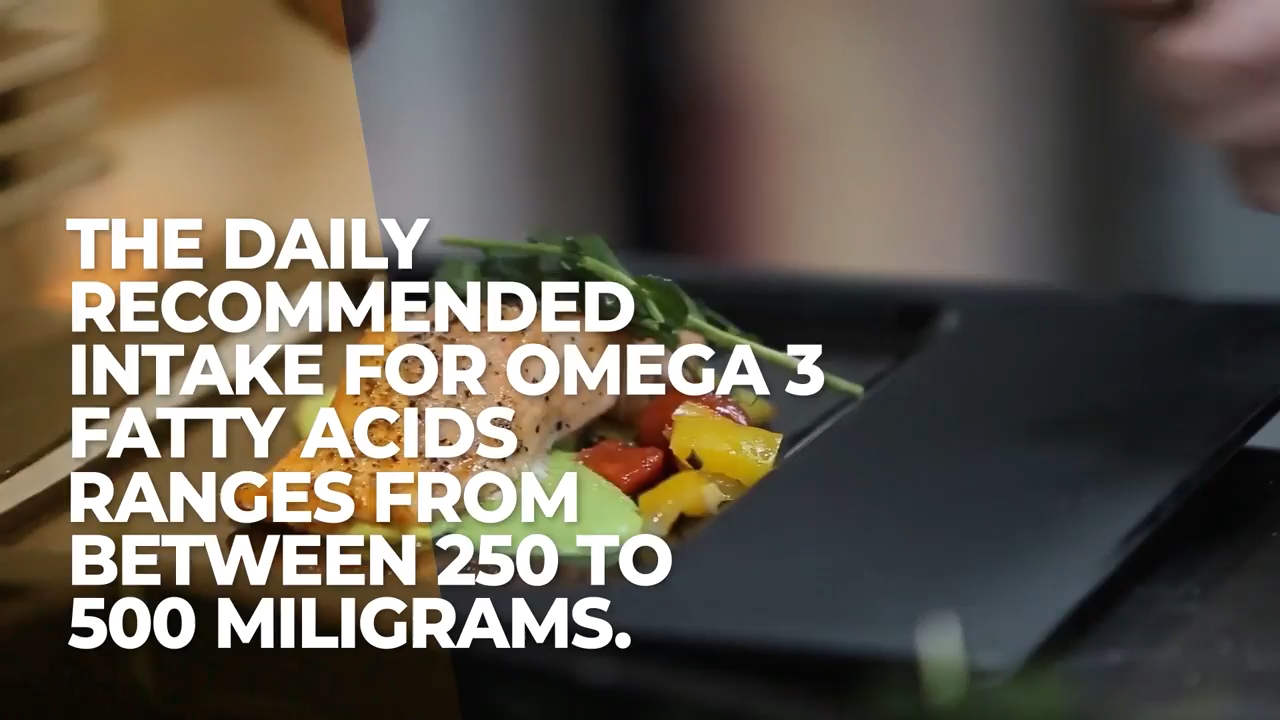 THE DAILY
RECOMMENDED
INTAKE FOR OMEGA 3
FATTY ACIDS
RANGES FROM
BETWEEN 250 TO
500 MILIGRAMS.